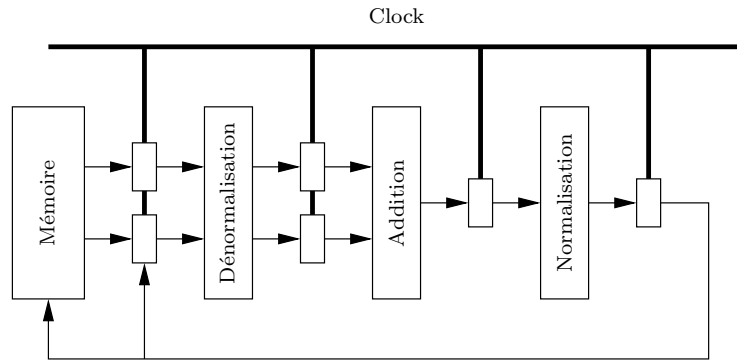 Clock
Mémoire
Dénormalisation
Addition
Normalisation